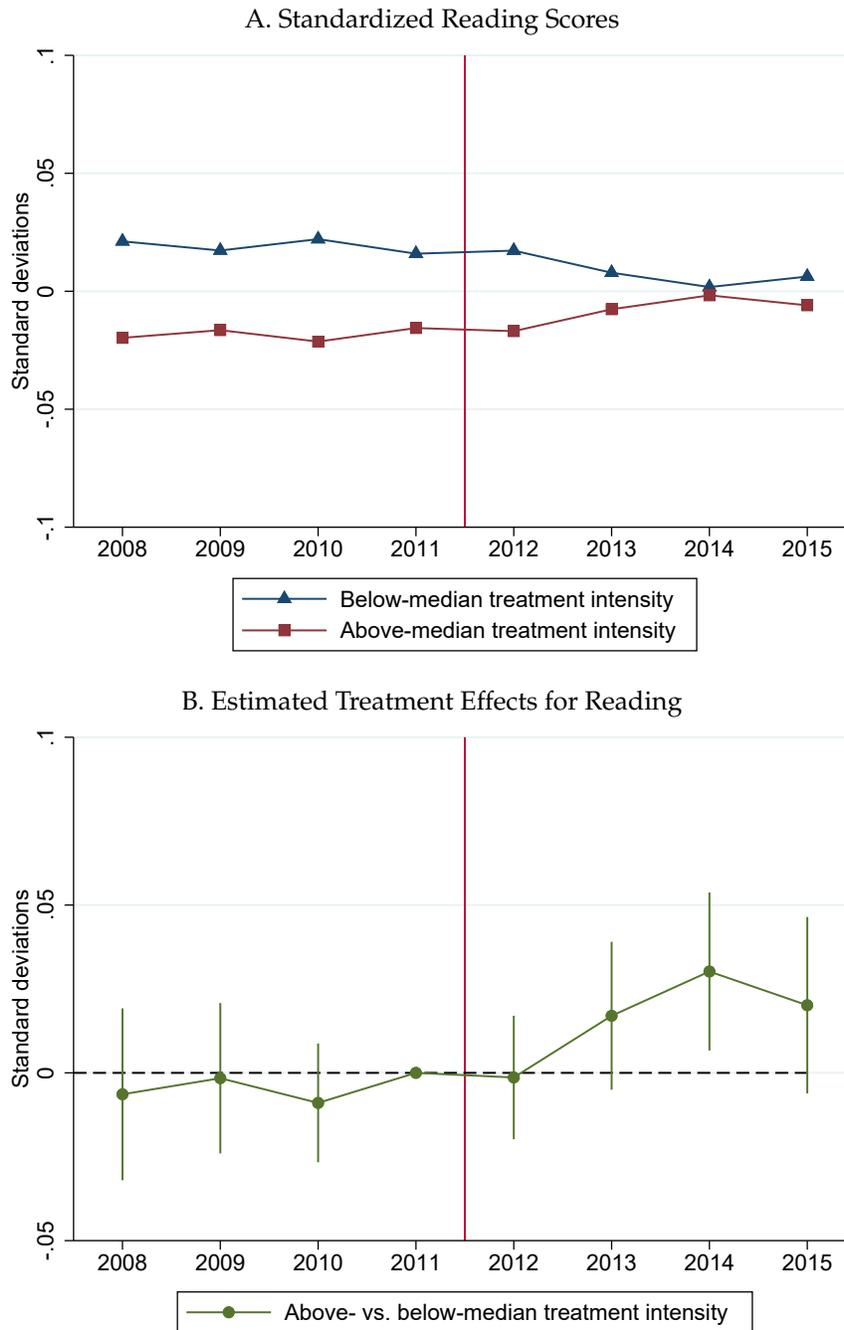 A. Standardized Reading Scores
.1
.05
0
-.05
-.1
Standard deviations
2008 2009 2010 2011 2012 2013 2014 2015
Below-median treatment intensity
Above-median treatment intensity
B. Estimated Treatment Effects for Reading
.1
.05
0
-.05
Standard deviations
2008 2009 2010 2011 2012 2013 2014 2015
Above- vs. below-median treatment intensity